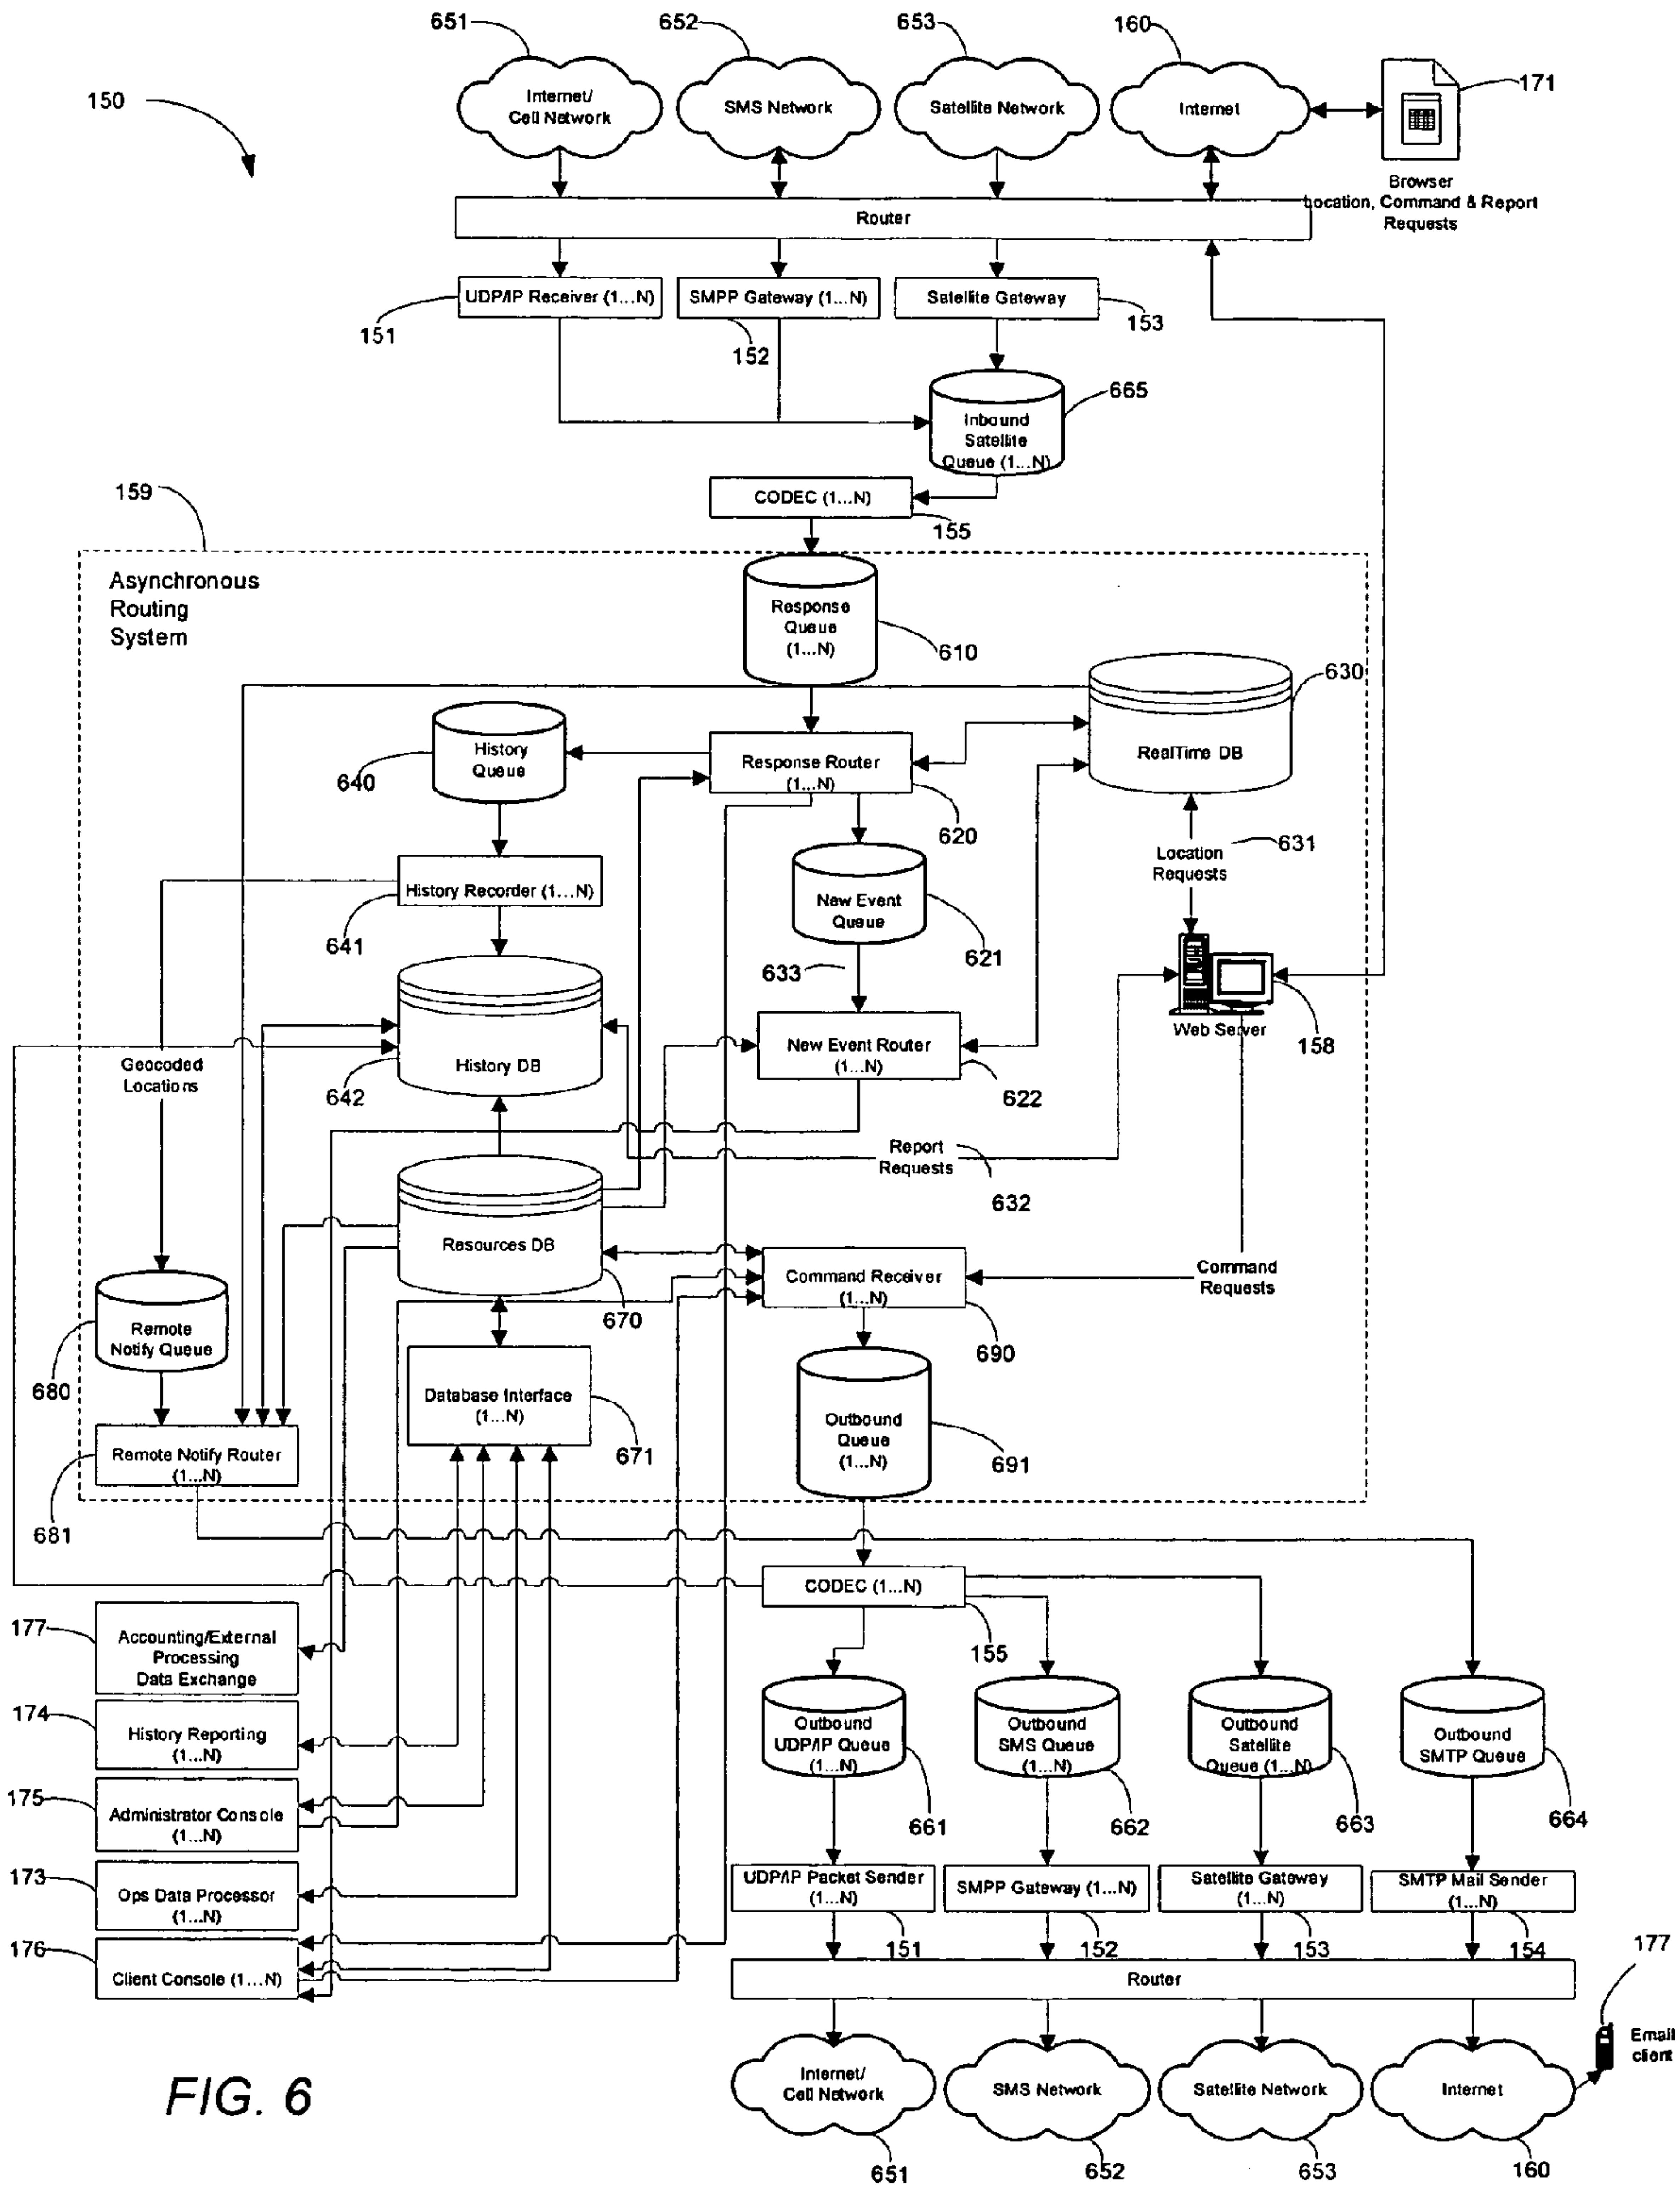 651
652
653
160
171
150
Internet/
Cell Network
SMS Network
Satellite Network
Internet
Browser
Location, Command & Report
Requests
Router
UDP/IP Receiver (1...N)
SMPP Gateway (1...N)
Satellite Gateway
151
152
153
665
Inbound
Satellite
Queue (1...N)
159
CODEC (1...N)
155
Asynchronous
Routing
System
Response
Queue
(1...N)
610
630
RealTime DB
History
Queue
640
Response Router
(1...N)
620
631
Location
Requests
History Recorder (1...N)
641
New Event
Queue
621
633
Web Server
158
Geocoded
Locations
History DB
642
New Event Router
(1...N)
622
Report
Requests
632
Resources DB
670
Command Receiver
(1...N)
690
Command
Requests
Remote
Notify Queue
680
Database Interface
(1...N)
671
Outbound
Queue
(1...N)
691
Remote Notify Router
(1...N)
681
CODEC (1...N)
155
177
Accounting/External
Processing
Data Exchange
174
History Reporting
(1...N)
175
Administrator Console
(1...N)
173
Ops Data Processor
(1...N)
176
Client Console (1...N)
Outbound
UDP/IP Queue
(1...N)
661
Outbound
SMS Queue
(1...N)
662
Outbound
Satellite
Queue (1...N)
663
Outbound
SMTP Queue
664
UDP/IP Packet Sender
(1...N)
SMPP Gateway (1...N)
Satellite Gateway
(1...N)
SMTP Mail Sender
(1...N)
151
152
153
154
177
Router
Email
client
Internet/
Cell Network
SMS Network
Satellite Network
Internet
651
652
653
160
FIG. 6